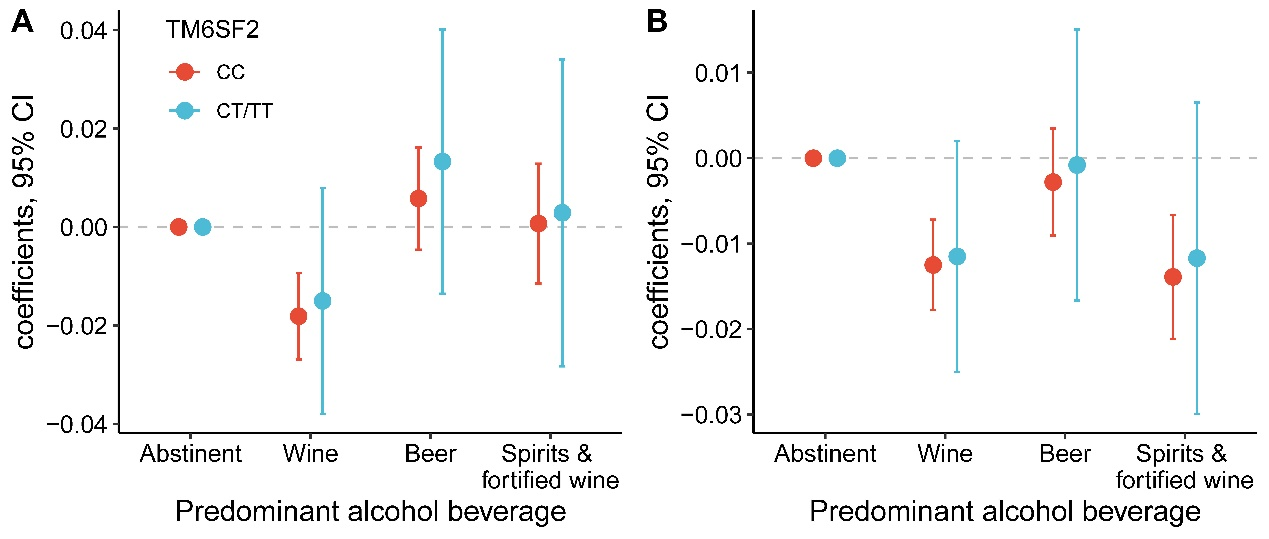 A
TM6SF2
CC
CT/TT
coefficients, 95% CI
0.04
0.02
0.00
−0.02
−0.04
Abstinent
Wine
Beer
Spirits &
fortified wine
Predominant alcohol beverage
B
coefficients, 95% CI
0.01
0.00
−0.01
−0.02
−0.03
Abstinent
Wine
Beer
Spirits &
fortified wine
Predominant alcohol beverage